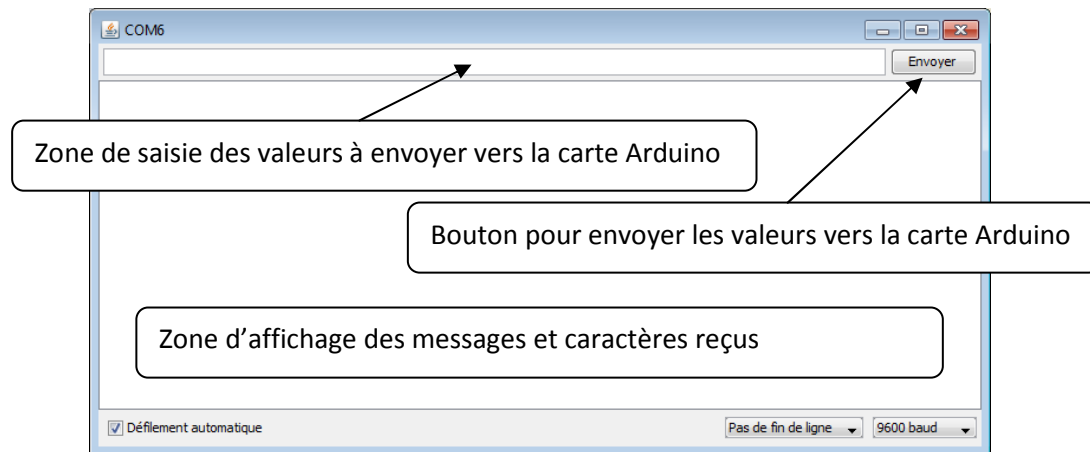 COM6
Envoyer
Zone de saisie des valeurs à envoyer vers la carte Arduino
Bouton pour envoyer les valeurs vers la carte Arduino
Zone d’affichage des messages et caractères reçus
Défilement automatique
Pas de fin de ligne
9600 baud